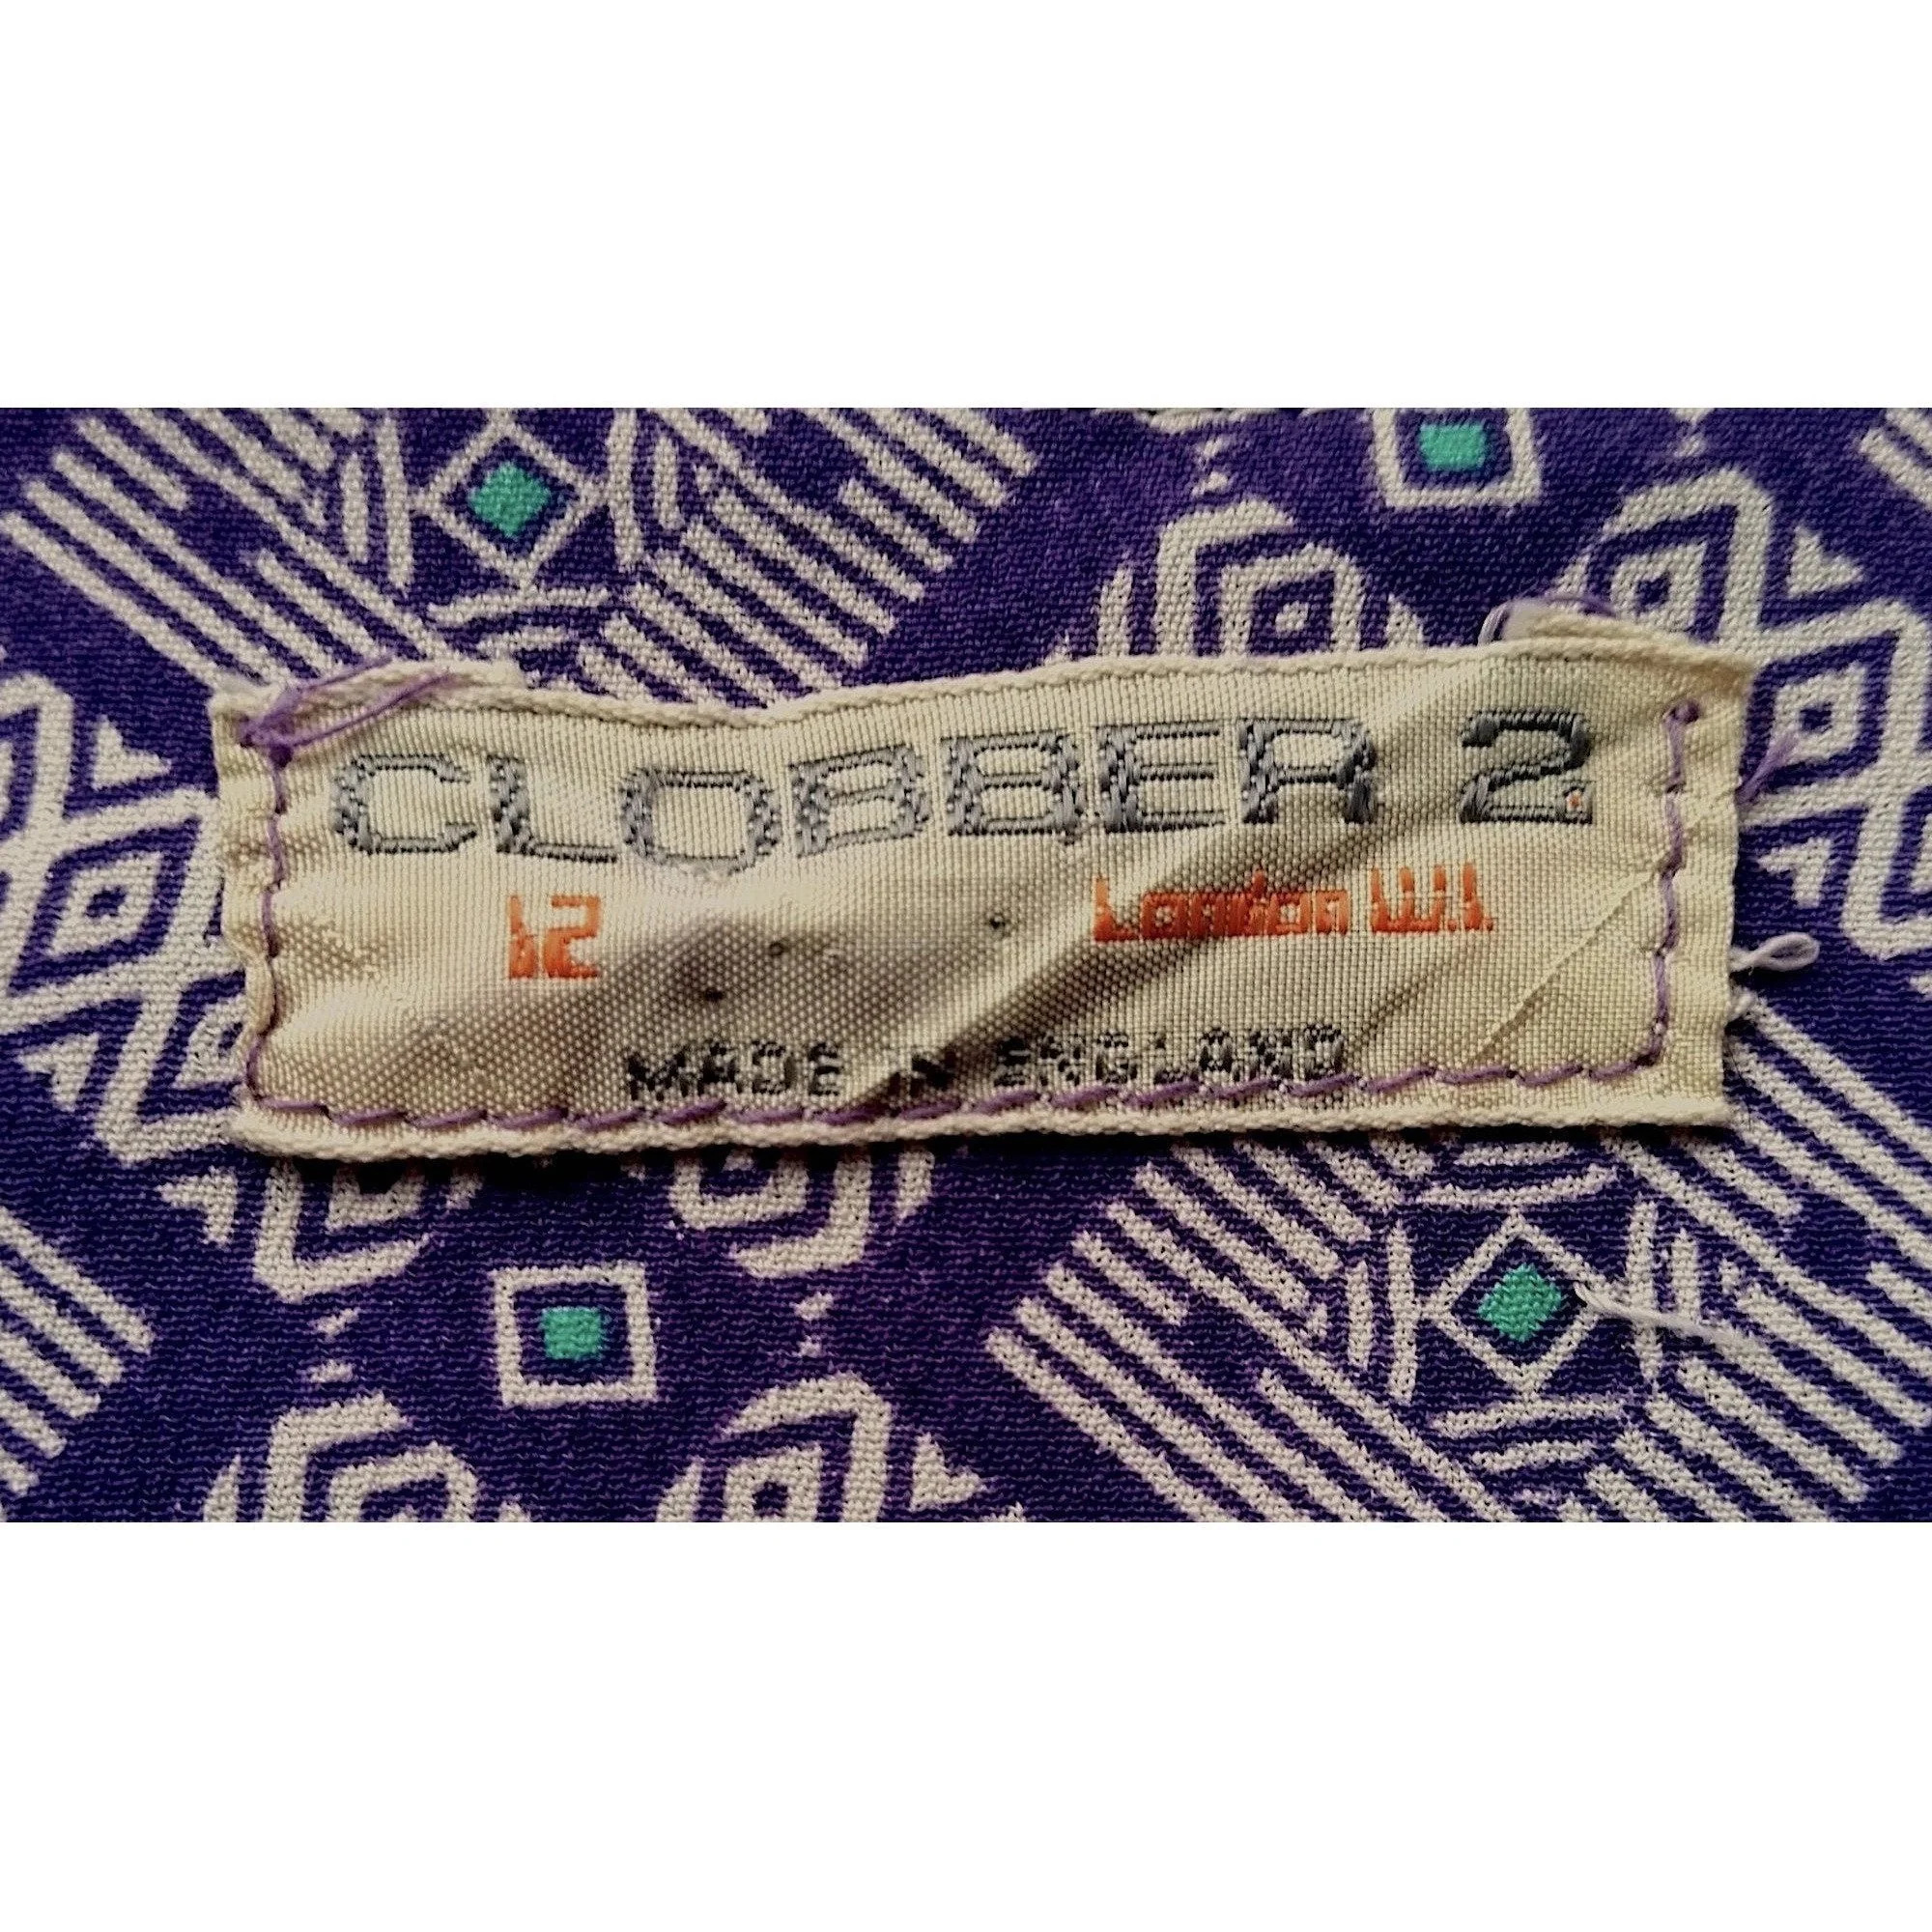 CLOBBER 2
12 London W.1.
MADE IN ENGLAND